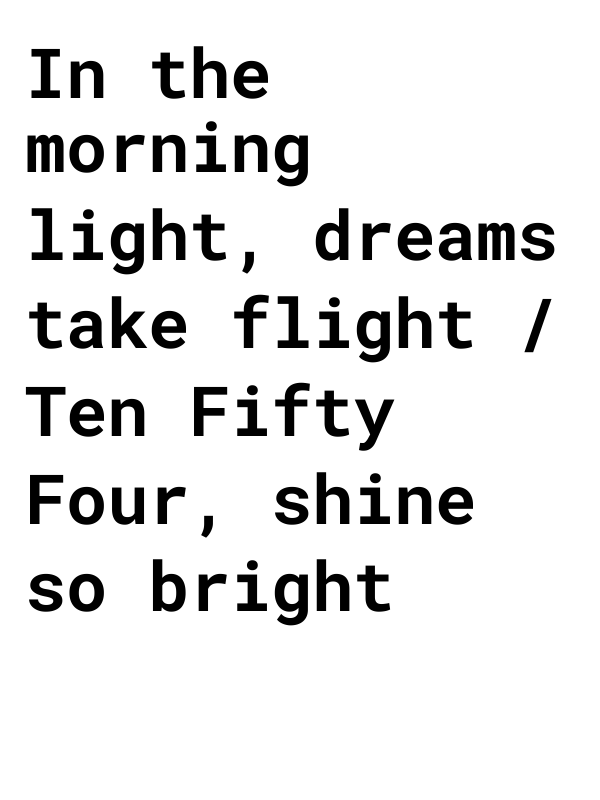 In the
morning
light, dreams
take flight /
Ten Fifty
Four, shine
so bright